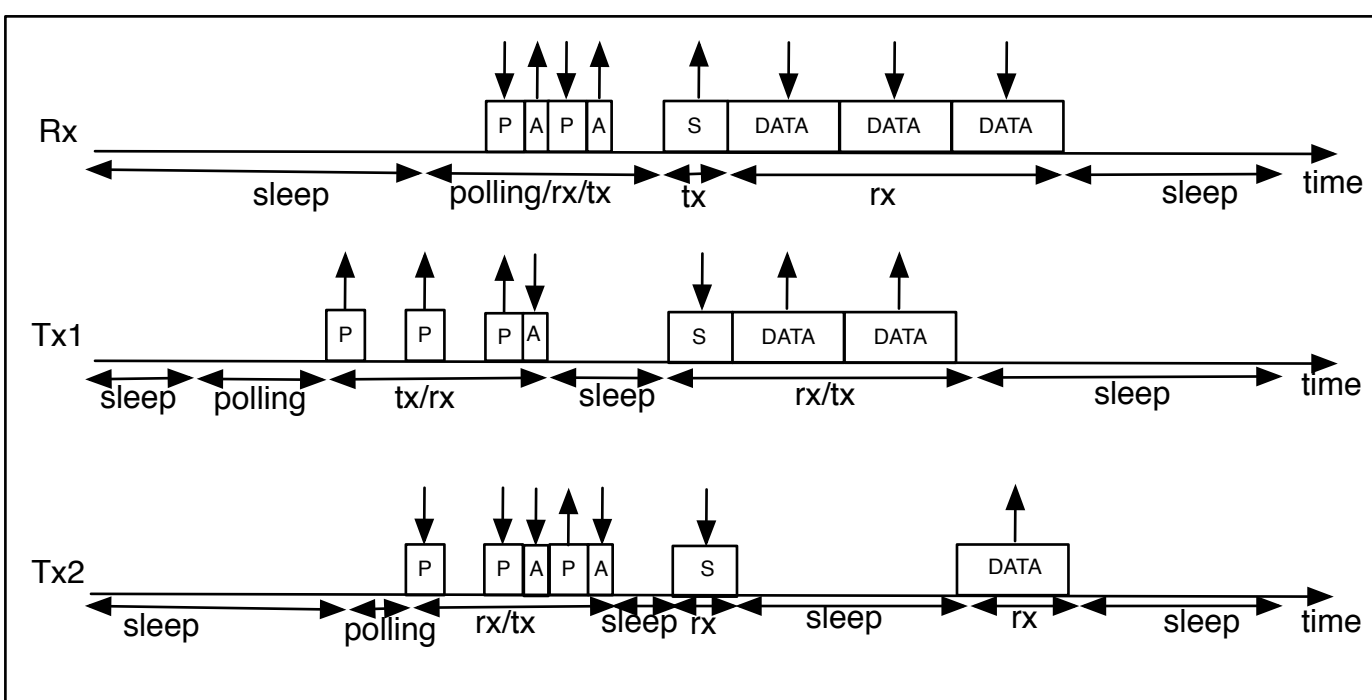 Rx P A P A S DATA DATA DATA
sleep polling/rx/tx tx rx sleep time
Tx1 P P P A S DATA DATA
sleep polling tx/rx sleep rx/tx sleep time
Tx2 P P A P A S DATA
sleep polling rx/tx sleep rx sleep rx sleep time